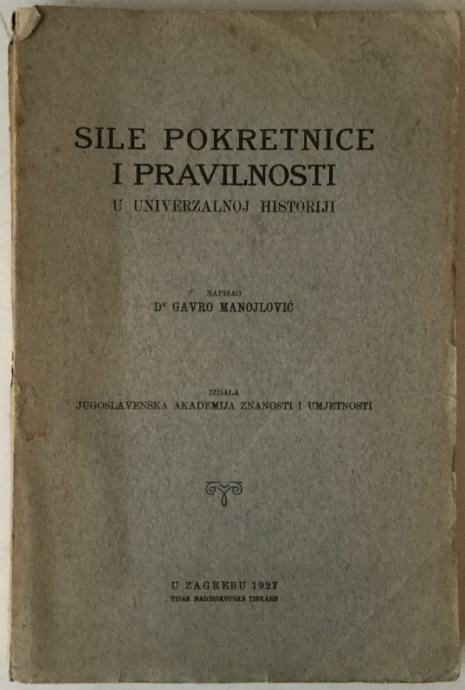 SILE POKRETNICE
I PRAVILNOSTI
U UNIVERZALNOJ HISTORIJI
NAPISAO
DR GAVRO MANOJLOVIĆ
IZDALA
JUGOSLAVENSKA AKADEMIJA ZNANOSTI I UMJETNOSTI
U ZAGREBU 1927
TISAK NADBISKUPSKE TISKARE